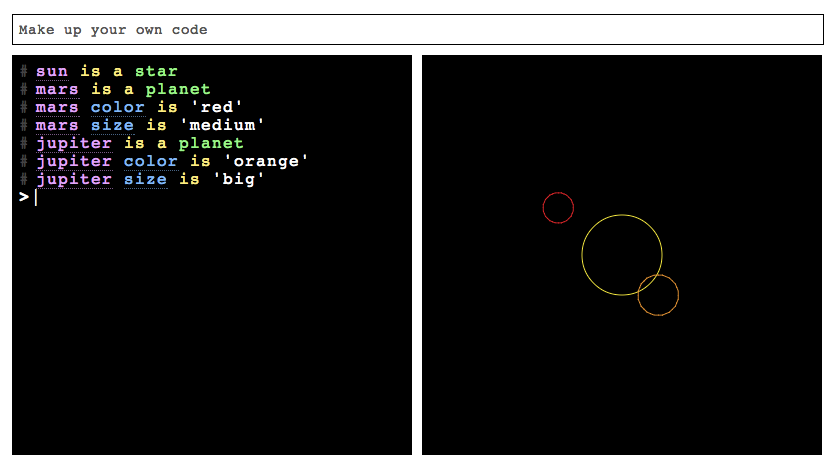 Make up your own code
# sun is a star
# mars is a planet
# mars color is 'red'
# mars size is 'medium'
# jupiter is a planet
# jupiter color is 'orange'
# jupiter size is 'big'
>